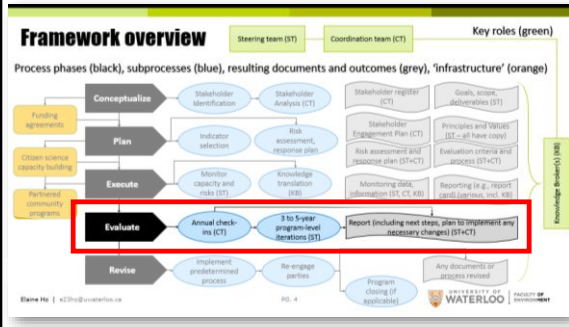 Framework overview
Steering team (ST)
Coordination team (CT)
Key roles (green)
Process phases (black), subprocesses (blue), resulting documents and outcomes (grey), ‘infrastructure’ (orange)
Conceptualize
Stakeholder
Identification
Stakeholder
Analysis (CT)
Stakeholder register
(CT)
Goals, scope,
deliverables (ST)
Funding
agreements
Plan
Indicator
selection
Risk
assessment,
response plan
Stakeholder
Engagement Plan (CT)
Principles and Values
(ST – all have copy)
Citizen science
capacity building
Risk assessment and
response plan (ST+CT)
Evaluation criteria and
process (ST+CT)
Execute
Monitor
capacity and
risks (ST)
Knowledge
translation
(KB)
Monitoring data,
information (ST, CT, KB)
Reporting (e.g., report
card) (various, incl. KB)
Partnered
community
programs
Knowledge Broker(s) (KB)
Evaluate
Annual check-
ins (CT)
3 to 5-year
program-level
iterations (ST)
Report (including next steps, plan to implement any
necessary changes) (ST+CT)
Revise
Implement
predetermined
process
Re-engage
parties
Program
closing (if
applicable)
Any documents or
process revised
Elaine Ho | e23ho@uwaterloo.ca
PG. 4
UNIVERSITY OF
WATERLOO
FACULTY OF
ENVIRONMENT